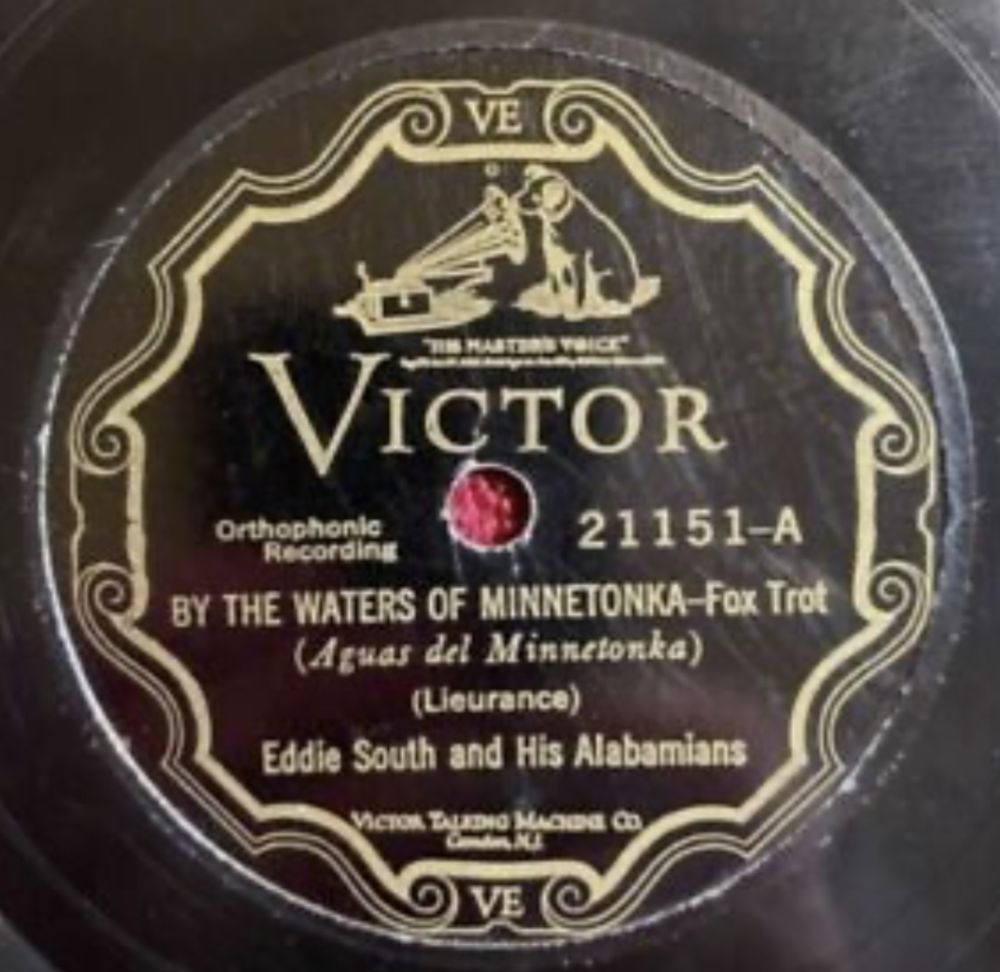 VE
"HIS MASTER'S VOICE"
VICTOR
Orthophonic
Recording
21151-A
BY THE WATERS OF MINNETONKA-Fox Trot
(Aguas del Minnetonka)
(Lieurance)
Eddie South and His Alabamians
VICTOR TALKING MACHINE CO.
Camden, N.J.
VE